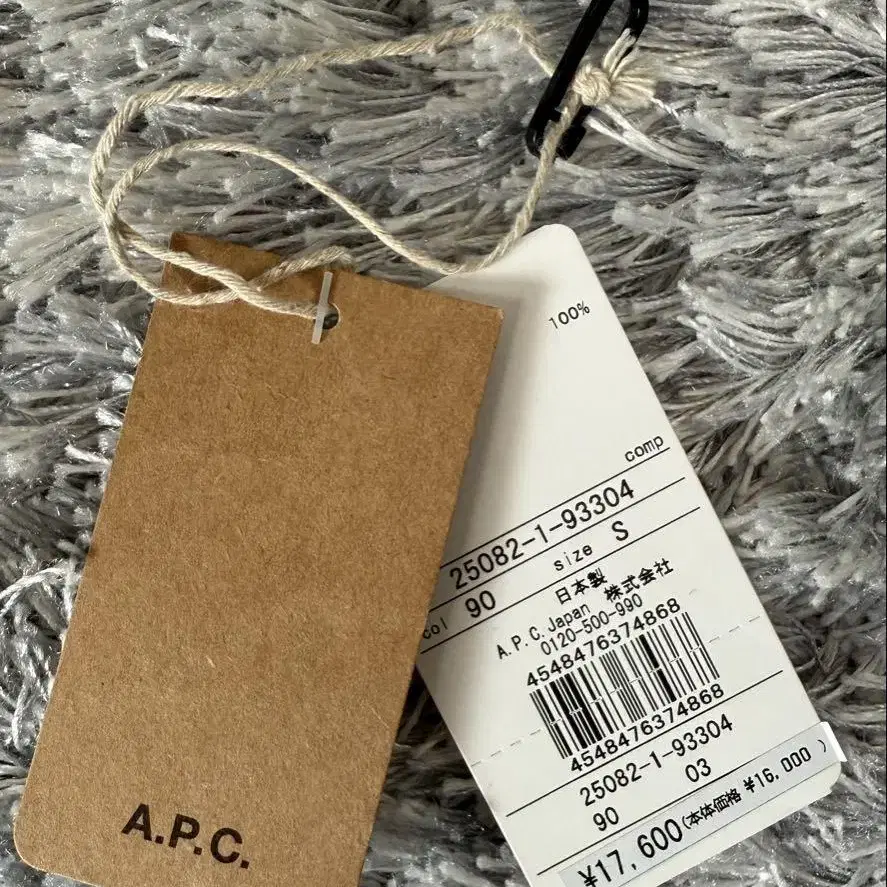 A.P.C.
100%
comp
25082-1-93304
col 90 size S
日本製
A.P.C.Japan 株式会社
0120-500-990
4548476374868
4548476374868
25082-1-93304
90 03
¥17,600(本体価格 ¥16,000 )